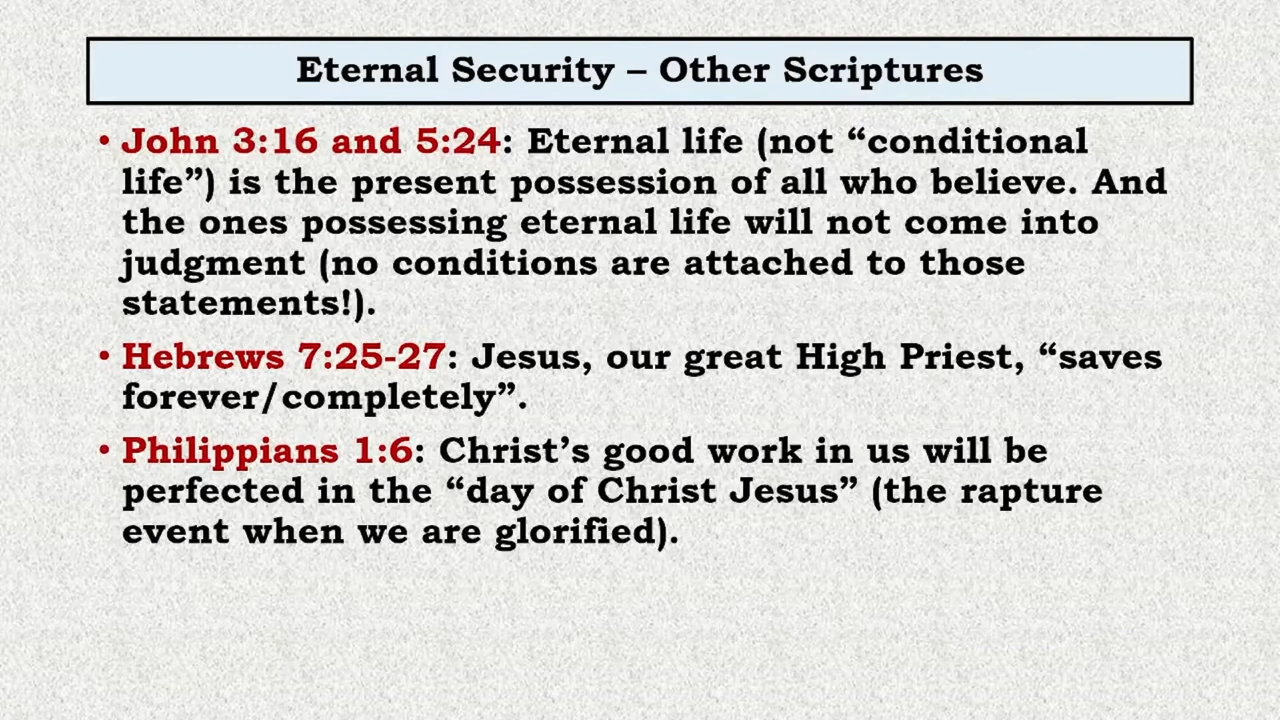 Eternal Security – Other Scriptures
• John 3:16 and 5:24: Eternal life (not “conditional
life”) is the present possession of all who believe. And
the ones possessing eternal life will not come into
judgment (no conditions are attached to those
statements!).
• Hebrews 7:25-27: Jesus, our great High Priest, “saves
forever/completely”.
• Philippians 1:6: Christ’s good work in us will be
perfected in the “day of Christ Jesus” (the rapture
event when we are glorified).